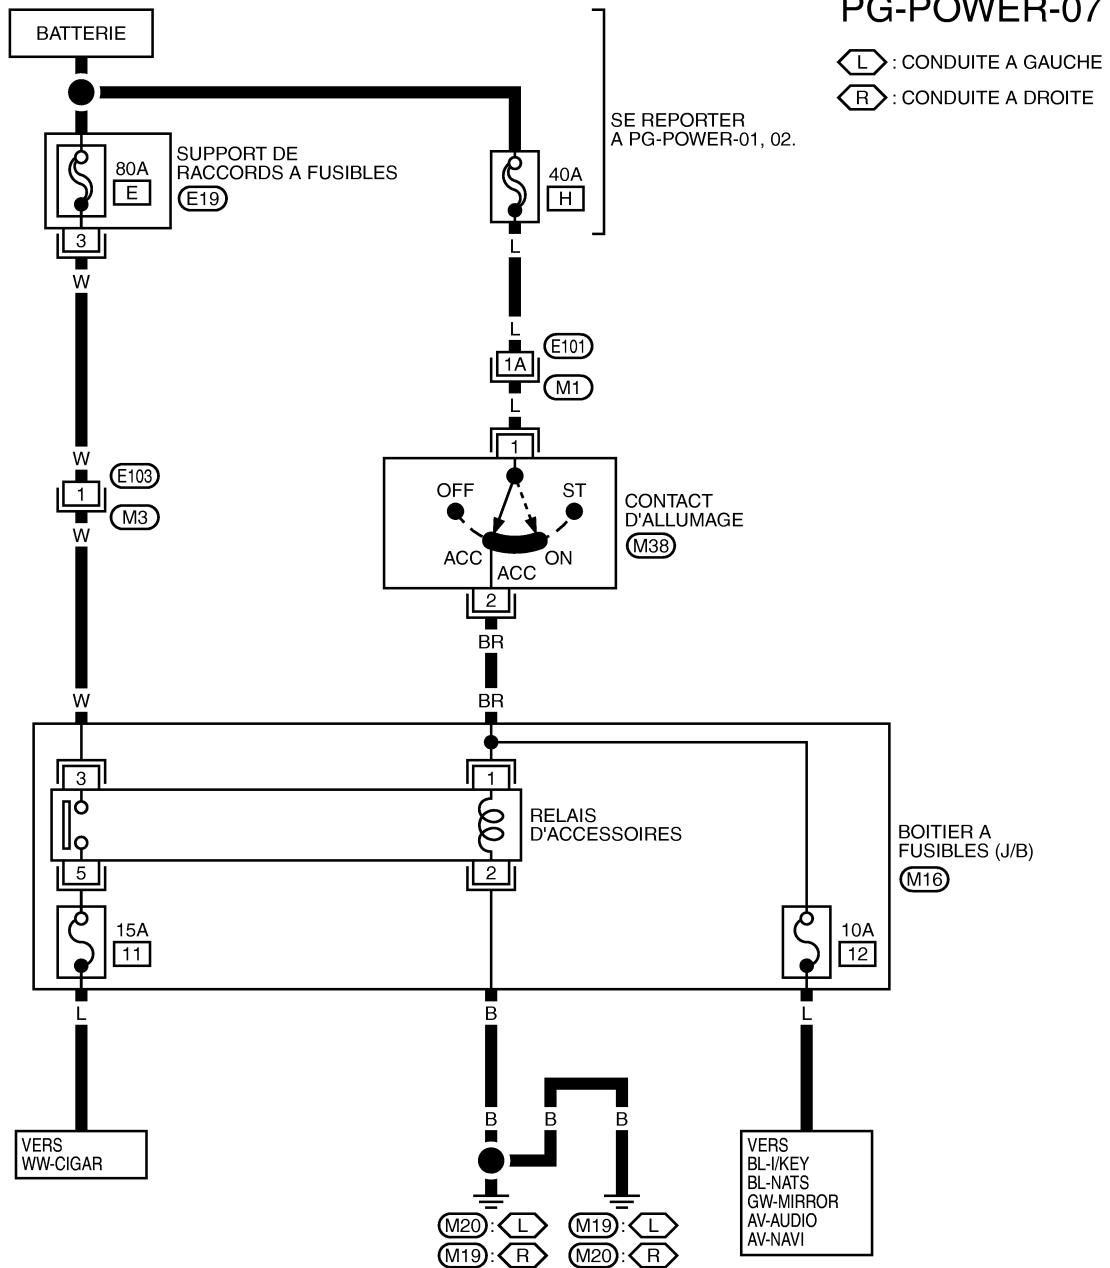 PG-POWER-07
BATTERIE
L : CONDUITE A GAUCHE
R : CONDUITE A DROITE
SE REPORTER
A PG-POWER-01, 02.
80A
E
SUPPORT DE
RACCORDS A FUSIBLES
E19
3
W
40A
H
L
L
1A
E101
M1
L
1
W
1
E103
M3
W
OFF
ST
ACC
ON
ACC
CONTACT
D'ALLUMAGE
M38
2
BR
BR
W
3
1
RELAIS
D'ACCESSOIRES
5
2
BOITIER A
FUSIBLES (J/B)
M16
15A
11
10A
12
L
B
L
B
B
B
VERS
WW-CIGAR
VERS
BL-I/KEY
BL-NATS
GW-MIRROR
AV-AUDIO
AV-NAVI
M20 : L
M19 : R
M19 : L
M20 : R